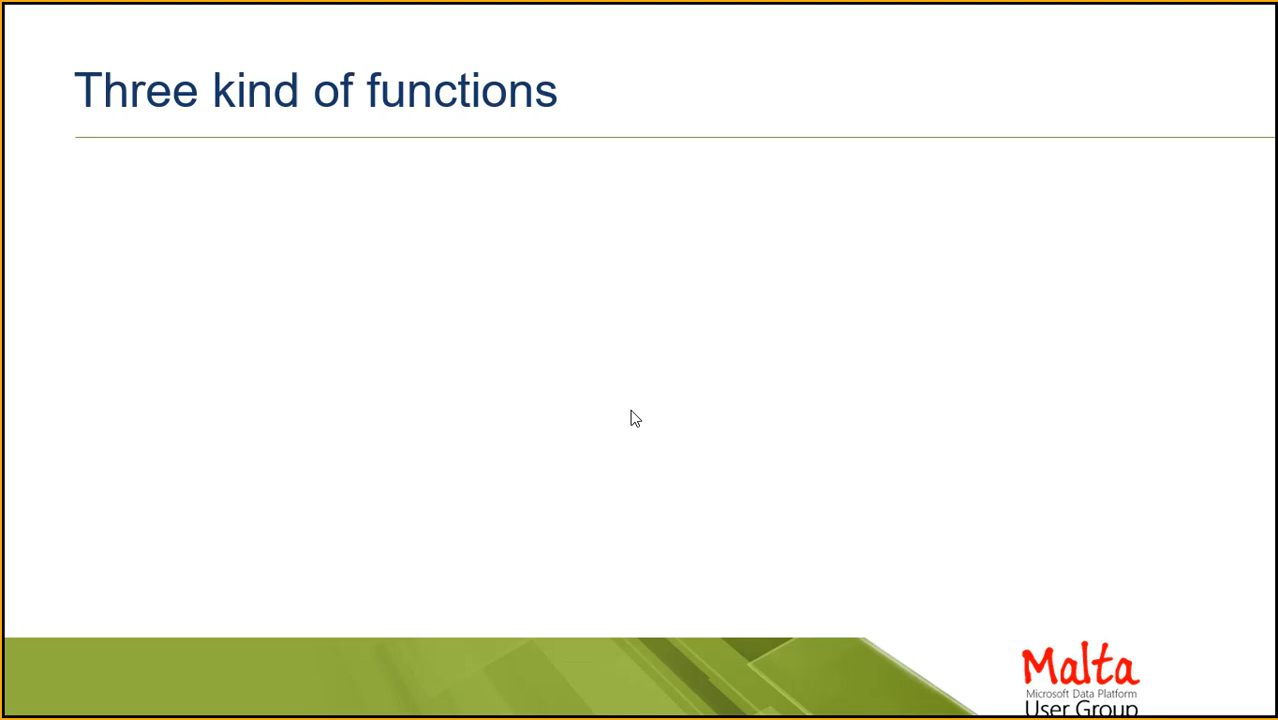 Three kind of functions
Malta
Microsoft Data Platform
User Group